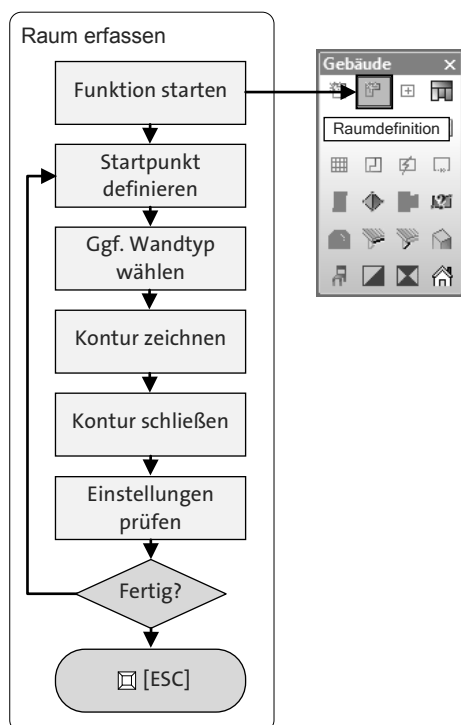 Raum erfassen
Funktion starten
Startpunkt
definieren
Ggf. Wandtyp
wählen
Kontur zeichnen
Kontur schließen
Einstellungen
prüfen
Fertig?
[ESC]
Gebäude
Raumdefinition